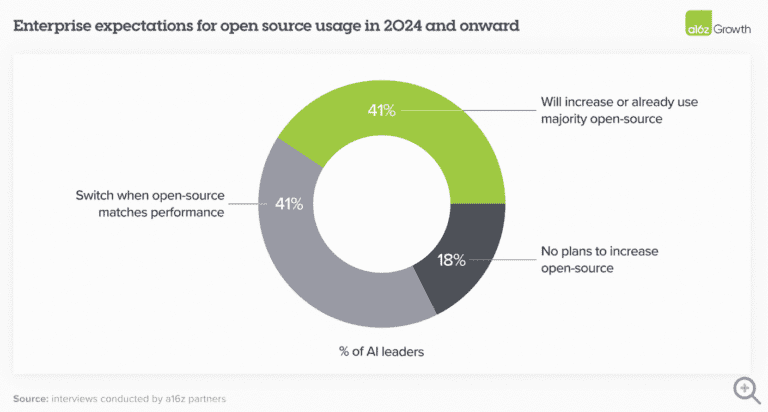 Enterprise expectations for open source usage in 2024 and onward
a16z Growth
41%
Will increase or already use
majority open-source
Switch when open-source
matches performance
41%
18%
No plans to increase
open-source
% of AI leaders
Source: interviews conducted by a16z partners